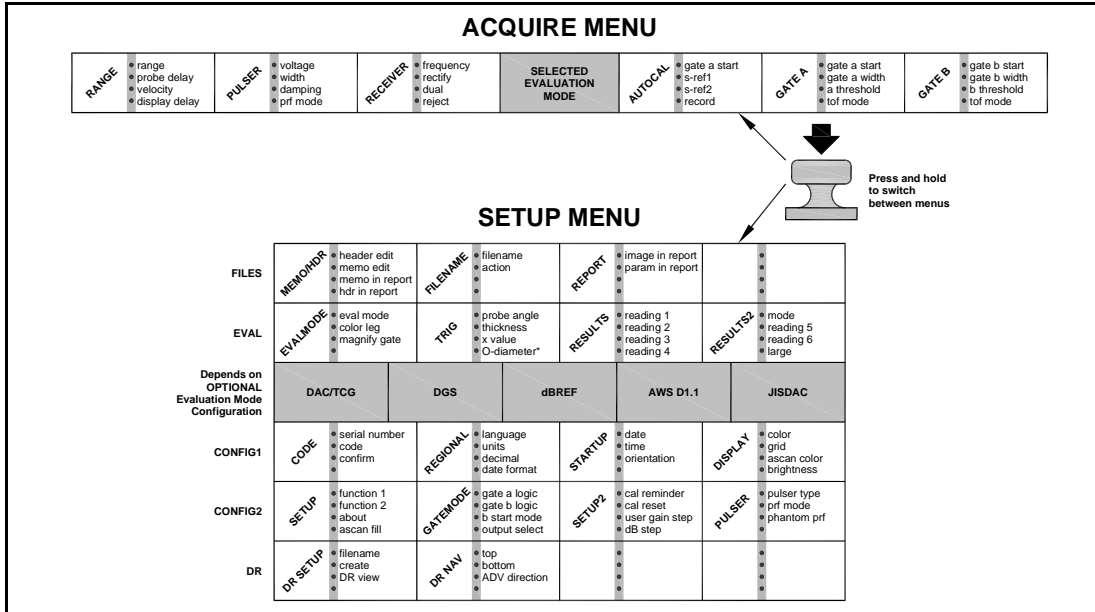 ACQUIRE MENU
RANGE
range
probe delay
velocity
display delay
PULSER
voltage
width
damping
prf mode
RECEIVER
frequency
rectify
dual
reject
SELECTED
EVALUATION
MODE
AUTOCAL
gate a start
s-ref1
s-ref2
record
GATE A
gate a start
gate a width
a threshold
tof mode
GATE B
gate b start
gate b width
b threshold
tof mode
Press and hold
to switch
between menus
SETUP MENU
FILES
MEMO/HDR
header edit
memo edit
memo in report
hdr in report
FILENAME
filename
action
REPORT
image in report
param in report
EVAL
EVALMODE
eval mode
color leg
magnify gate
TRIG
probe angle
thickness
x value
O-diameter*
RESULTS
reading 1
reading 2
reading 3
reading 4
RESULTS2
mode
reading 5
reading 6
large
Depends on
OPTIONAL
Evaluation Mode
Configuration
DAC/TCG
DGS
dBREF
AWS D1.1
JISDAC
CONFIG1
CODE
serial number
code
confirm
REGIONAL
language
units
decimal
date format
STARTUP
date
time
orientation
DISPLAY
color
grid
ascan color
brightness
CONFIG2
SETUP
function 1
function 2
about
ascan fill
GATEMODE
gate a logic
gate b logic
b start mode
output select
SETUP2
cal reminder
cal reset
user gain step
dB step
PULSER
pulser type
prf mode
phantom prf
DR
DR SETUP
filename
create
DR view
DR NAV
top
bottom
ADV direction